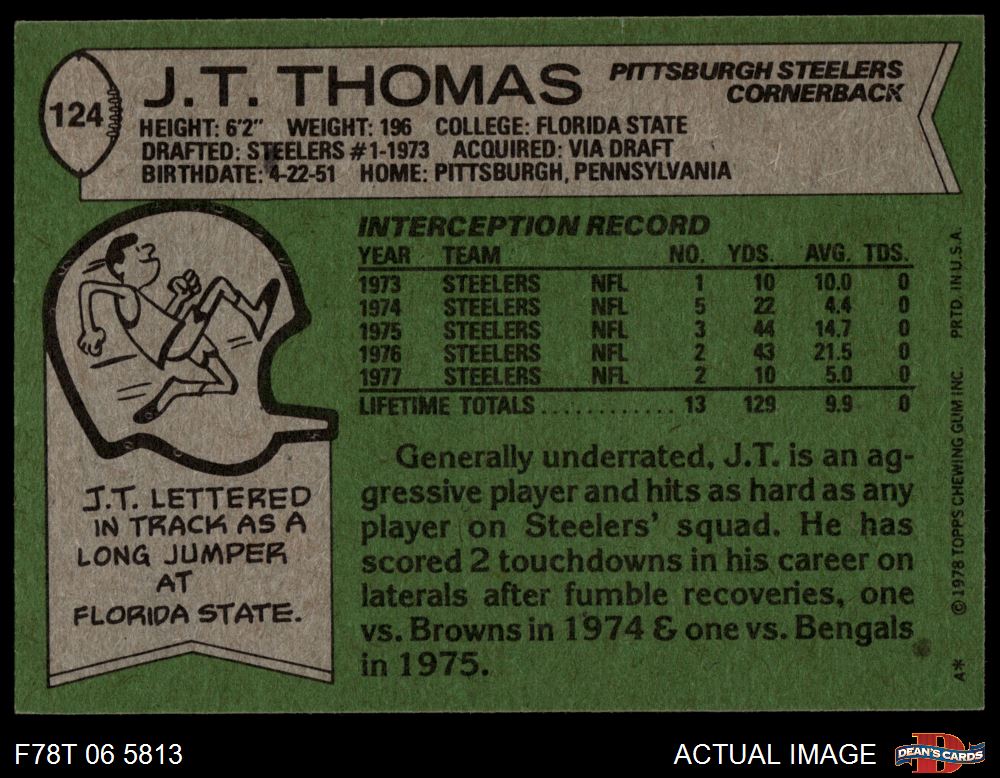 124
J.T. THOMAS
PITTSBURGH STEELERS
CORNERBACK
HEIGHT: 6'2" WEIGHT: 196 COLLEGE: FLORIDA STATE
DRAFTED: STEELERS #1-1973 ACQUIRED: VIA DRAFT
BIRTHDATE: 4-22-51 HOME: PITTSBURGH, PENNSYLVANIA
INTERCEPTION RECORD
YEAR TEAM NO. YDS. AVG. TDS.
1973 STEELERS NFL 1 10 10.0 0
1974 STEELERS NFL 5 22 4.4 0
1975 STEELERS NFL 3 44 14.7 0
1976 STEELERS NFL 2 43 21.5 0
1977 STEELERS NFL 2 10 5.0 0
LIFETIME TOTALS ............. 13 129 9.9 0
Generally underrated, J.T. is an ag-
gressive player and hits as hard as any
player on Steelers' squad. He has
scored 2 touchdowns in his career on
laterals after fumble recoveries, one
vs. Browns in 1974 & one vs. Bengals
in 1975.
J.T. LETTERED
IN TRACK AS A
LONG JUMPER
AT
FLORIDA STATE.
A* © 1978 TOPPS CHEWING GUM INC. PRTD. IN U.S.A.
F78T 06 5813
ACTUAL IMAGE
DEAN'S CARDS